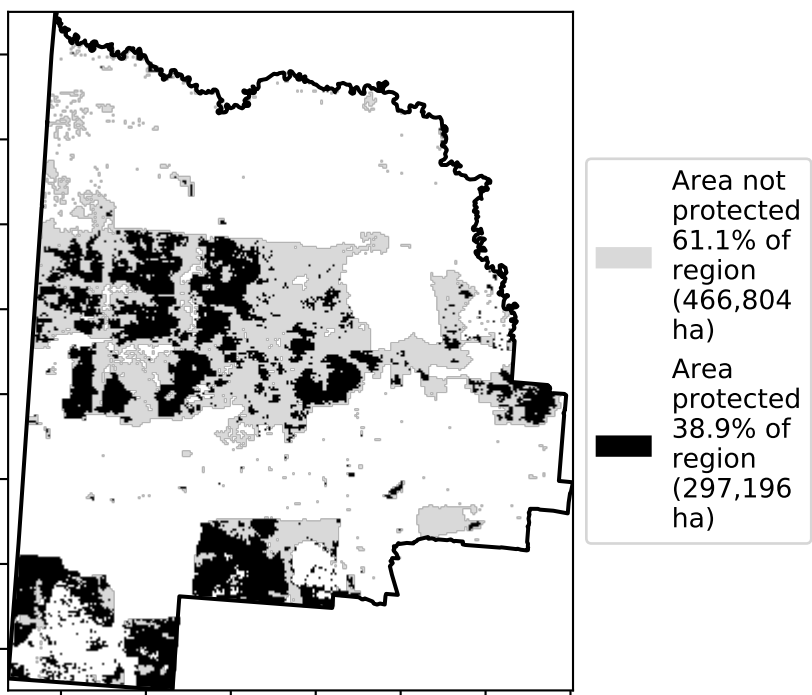 Area not
protected
61.1% of
region
(466,804
ha)
Area
protected
38.9% of
region
(297,196
ha)